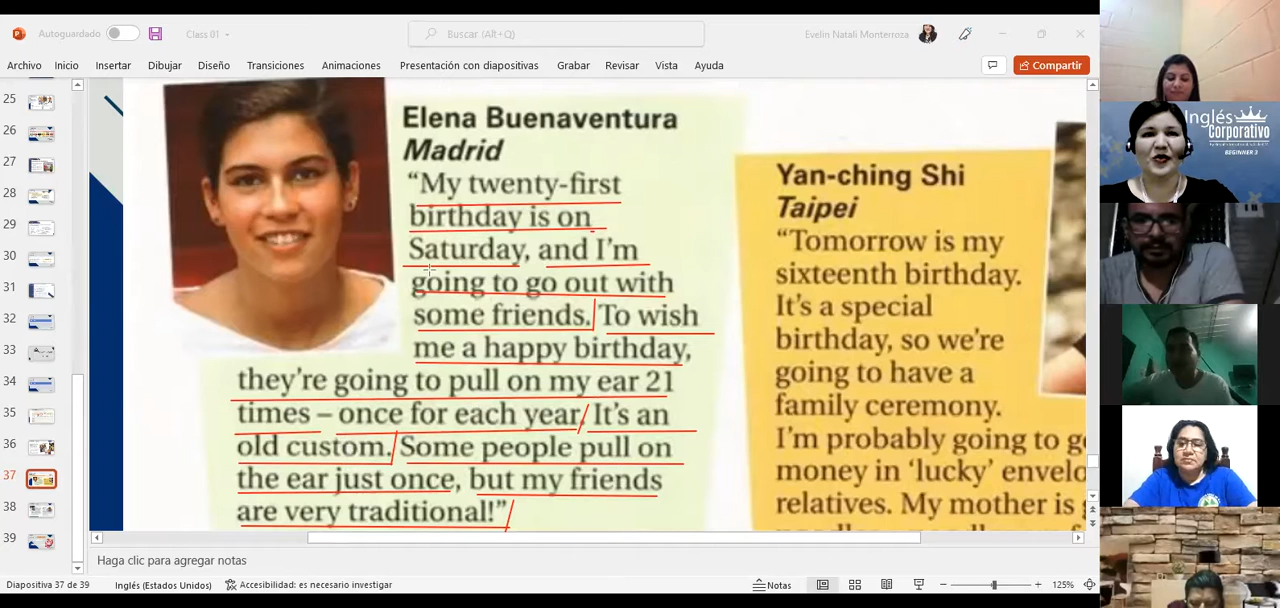 Autoguardado
Class 01
Buscar (Alt+Q)
Evelin Natali Monterroza
Archivo Inicio Insertar Dibujar Diseño Transiciones Animaciones Presentación con diapositivas Grabar Revisar Vista Ayuda Compartir
25
26
27
28
29
30
31
32
33
34
35
36
37
38
39
Elena Buenaventura
Madrid
“My twenty-first
birthday is on
Saturday, and I’m
going to go out with
some friends. To wish
me a happy birthday,
they’re going to pull on my ear 21
times – once for each year. It’s an
old custom. Some people pull on
the ear just once, but my friends
are very traditional!”
Yan-ching Shi
Taipei
“Tomorrow is my
sixteenth birthday.
It’s a special
birthday, so we’re
going to have a
family ceremony.
I’m probably going to
money in ‘lucky’
relatives. My mother is
Haga clic para agregar notas
Diapositiva 37 de 39 Inglés (Estados Unidos) Accesibilidad: es necesario investigar Notas 125%
Inglés
Corporativo
BEGINNER 3